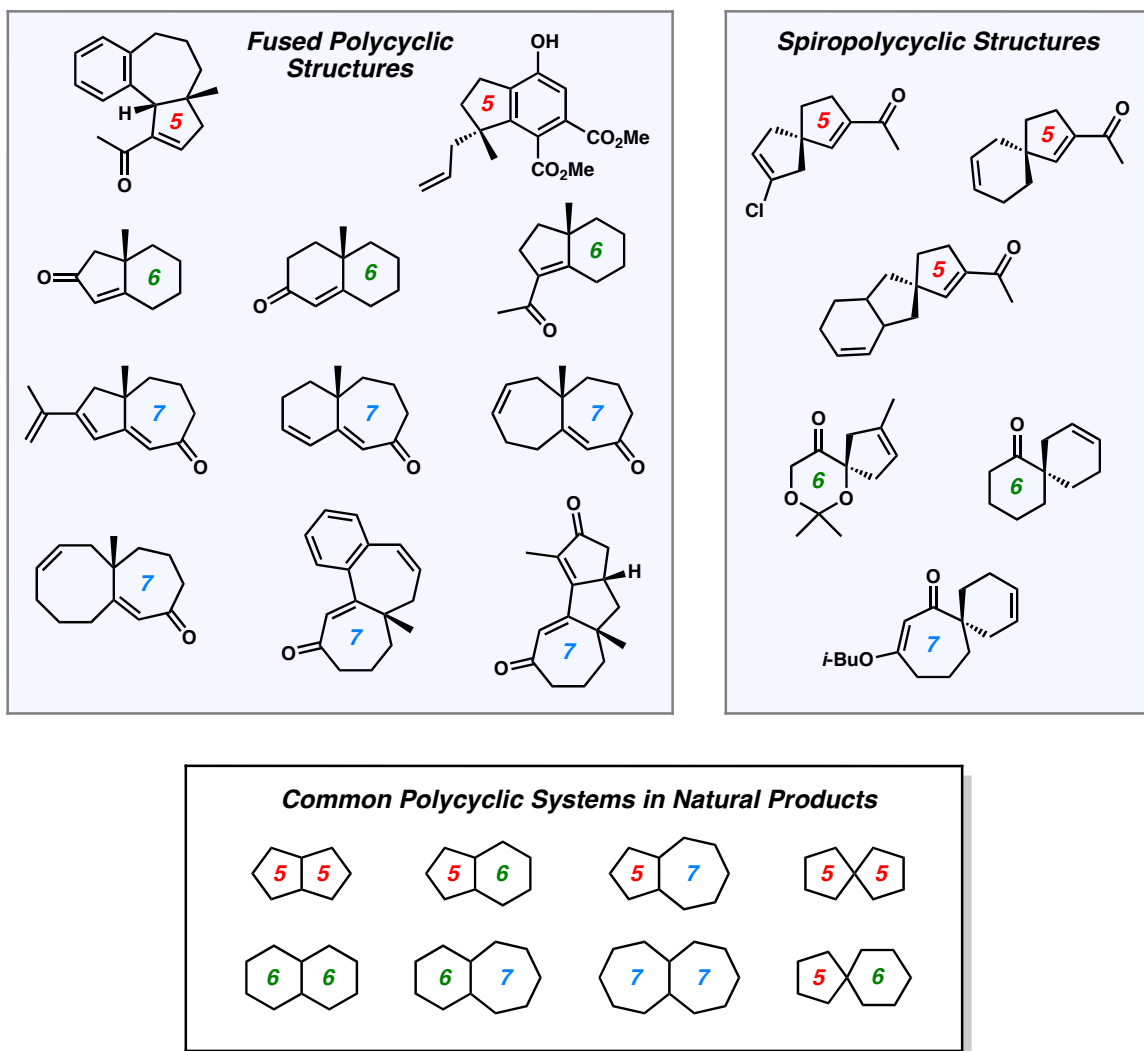 Fused Polycyclic
Structures
OH
H
5
5
CO2Me
CO2Me
O
O
6
O
6
6
O
7
O
7
O
7
O
7
O
O
7
O
H
O
7
Spiropolycyclic Structures
5
O
Cl
5
O
5
O
O
6
O
O
O
6
O
i-BuO
7
Common Polycyclic Systems in Natural Products
5 5
5 6
5 7
5 5
6 6
6 7
7 7
5 6